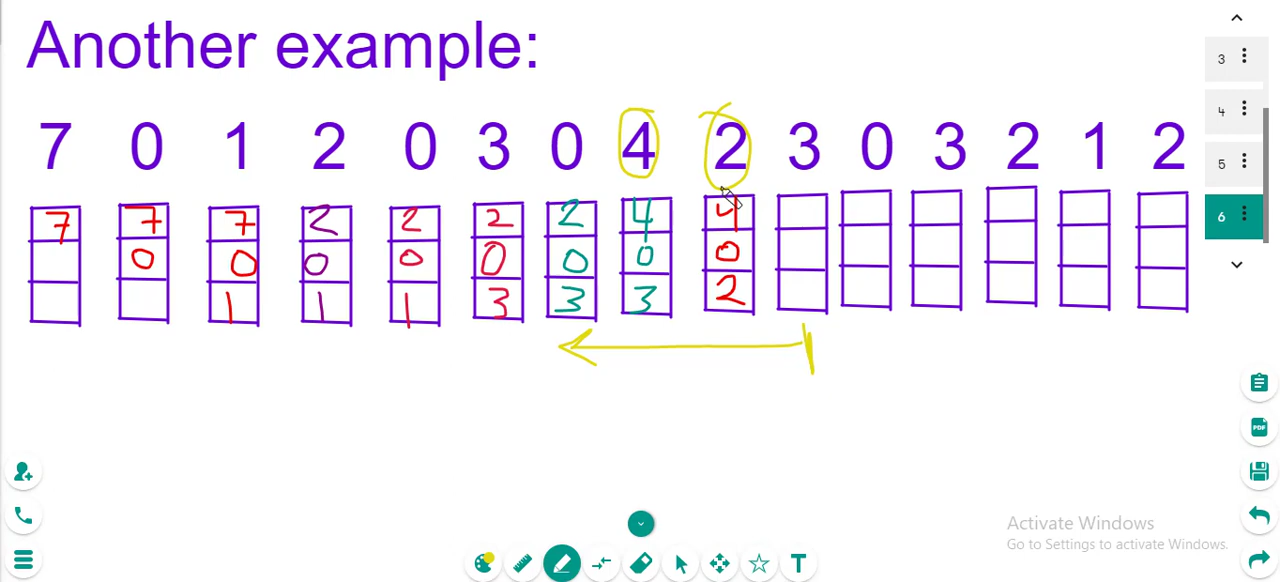 Another example:
7 0 1 2 0 3 0 4 2 3 0 3 2 1 2
7 7 7 2 2 2 2 4 4
0 0 0 0 0 0 0 0
1 1 1 3 3 3 2
3
4
5
6
PDF
T
Activate Windows
Go to Settings to activate Windows.